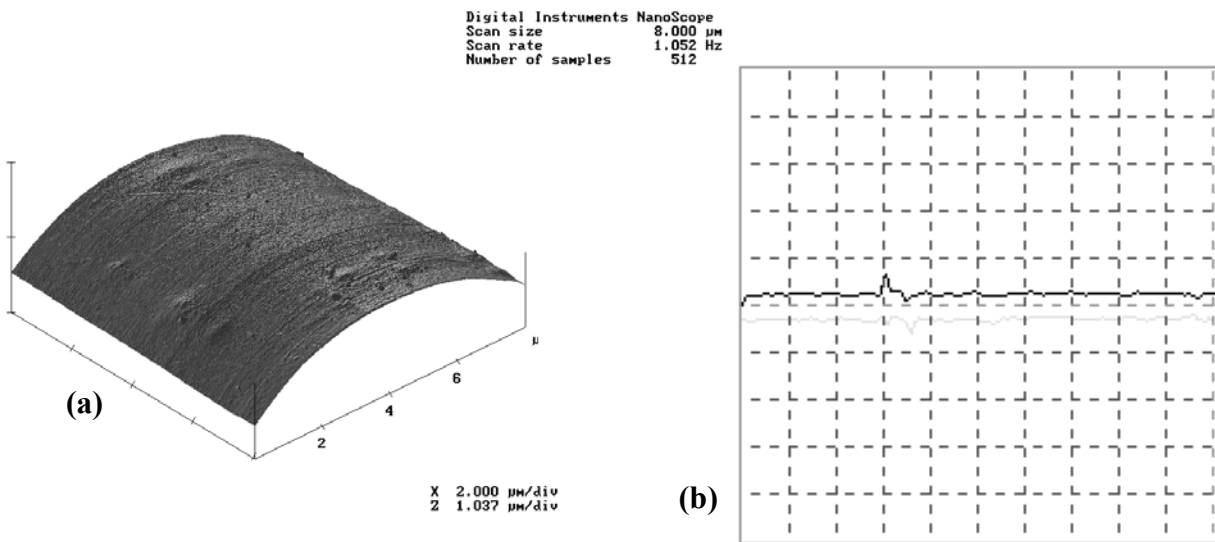 Digital Instruments NanoScope
Scan size 8.000 µm
Scan rate 1.052 Hz
Number of samples 512
µ
6
4
2
(a)
X 2.000 µm/div
Z 1.037 µm/div
(b)